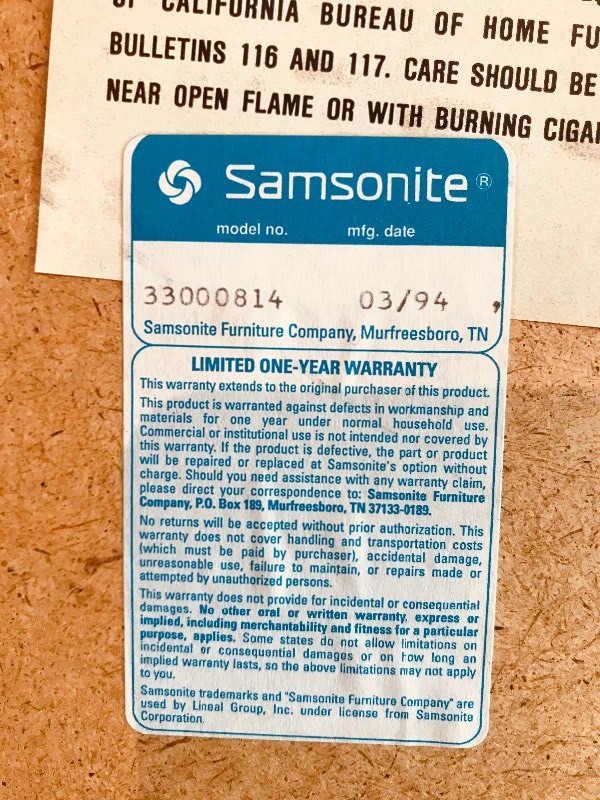 OF CALIFORNIA BUREAU OF HOME FU
BULLETINS 116 AND 117. CARE SHOULD BE
NEAR OPEN FLAME OR WITH BURNING CIGA
Samsonite®
model no. mfg. date
33000814 03/94
Samsonite Furniture Company, Murfreesboro, TN
LIMITED ONE-YEAR WARRANTY
This warranty extends to the original purchaser of this product.
This product is warranted against defects in workmanship and
materials for one year under normal household use.
Commercial or institutional use is not intended nor covered by
this warranty. If the product is defective, the part or product
will be repaired or replaced at Samsonite's option without
charge. Should you need assistance with any warranty claim,
please direct your correspondence to: Samsonite Furniture
Company, P.O. Box 189, Murfreesboro, TN 37133-0189.
No returns will be accepted without prior authorization. This
warranty does not cover handling and transportation costs
(which must be paid by purchaser), accidental damage,
unreasonable use, failure to maintain, or repairs made or
attempted by unauthorized persons.
This warranty does not provide for incidental or consequential
damages. No other oral or written warranty, express or
implied, including merchantability and fitness for a particular
purpose, applies. Some states do not allow limitations on
incidental or consequential damages or on how long an
implied warranty lasts, so the above limitations may not apply
to you.
Samsonite trademarks and "Samsonite Furniture Company" are
used by Lineal Group, Inc. under license from Samsonite
Corporation.